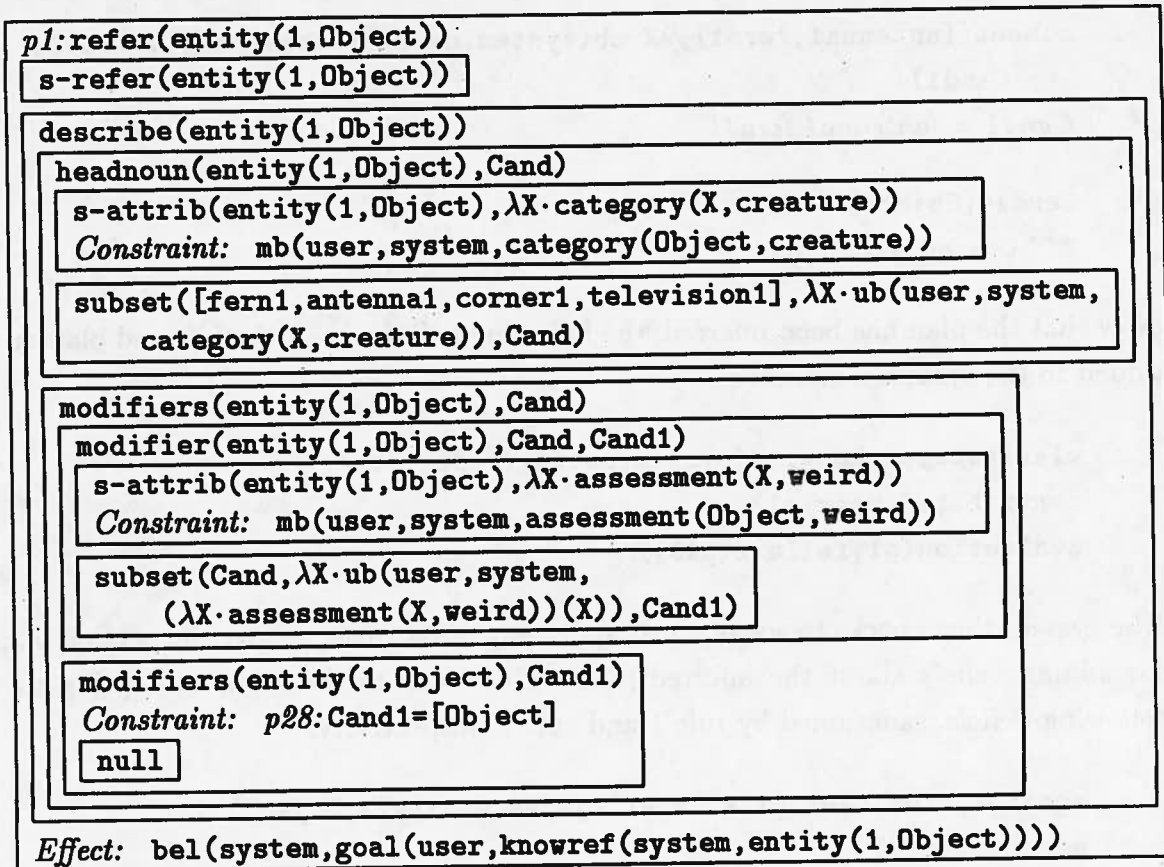 p1:refer(entity(1,Object))
s-refer(entity(1,Object))
describe(entity(1,Object))
headnoun(entity(1,Object),Cand)
s-attrib(entity(1,Object),λX·category(X,creature))
Constraint: mb(user,system,category(Object,creature))
subset([fern1,antenna1,corner1,television1],λX·ub(user,system,
category(X,creature)),Cand)
modifiers(entity(1,Object),Cand)
modifier(entity(1,Object),Cand,Cand1)
s-attrib(entity(1,Object),λX·assessment(X,weird))
Constraint: mb(user,system,assessment(Object,weird))
subset(Cand,λX·ub(user,system,
(λX·assessment(X,weird))(X)),Cand1)
modifiers(entity(1,Object),Cand1)
Constraint: p28:Cand1=[Object]
null
Effect: bel(system,goal(user,knowref(system,entity(1,Object))))